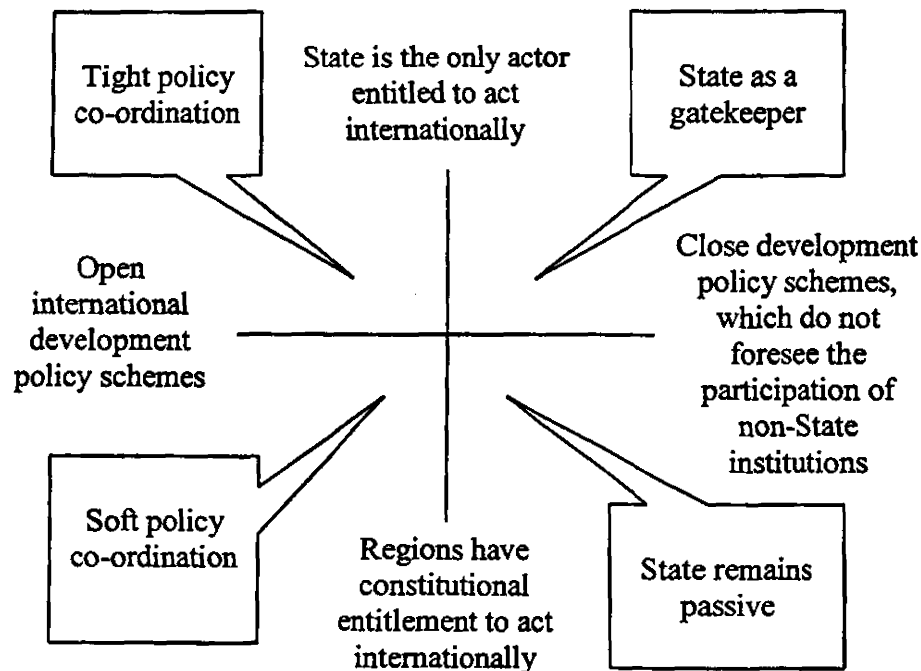 Tight policy
co-ordination
State is the only actor
entitled to act
internationally
State as a
gatekeeper
Open
international
development
policy schemes
Close development
policy schemes,
which do not
foresee the
participation of
non-State
institutions
Soft policy
co-ordination
Regions have
constitutional
entitlement to act
internationally
State remains
passive